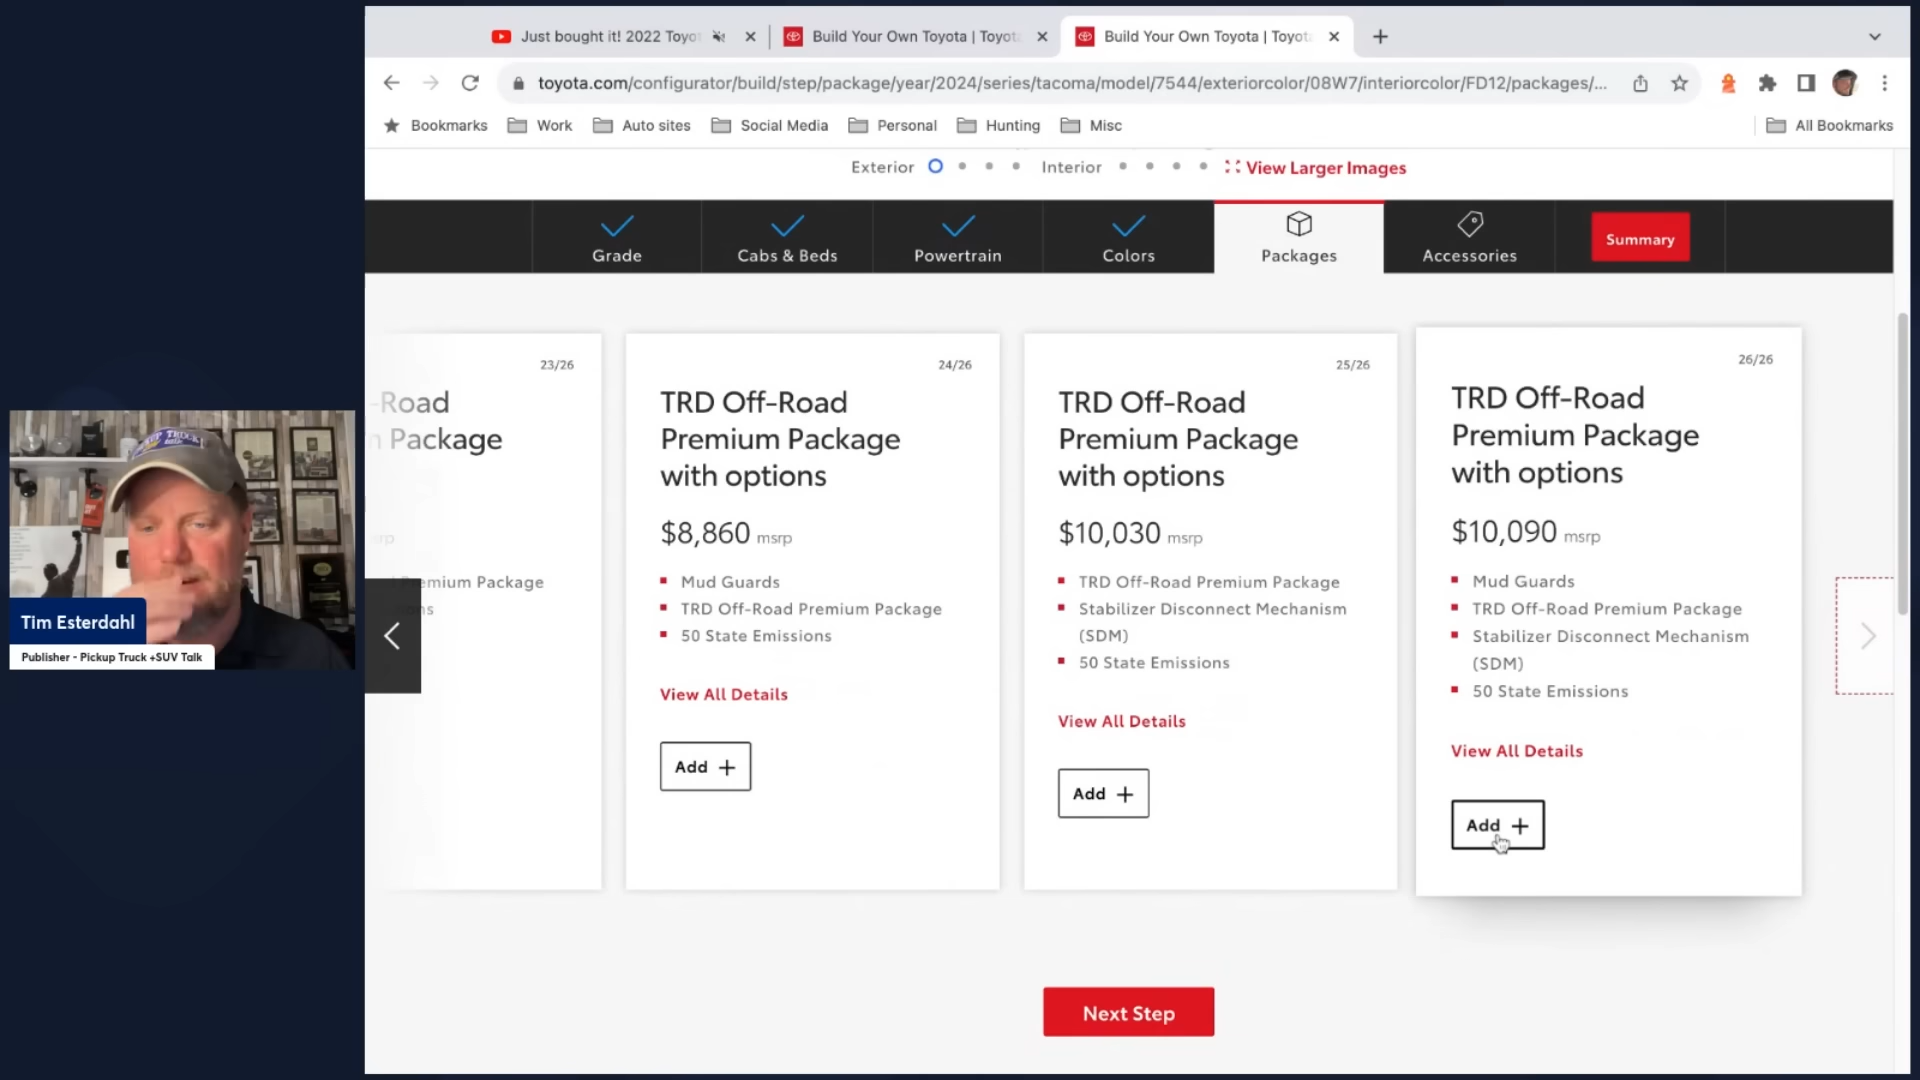 Just bought it! 2022 Toyo
Build Your Own Toyota | Toyota
Build Your Own Toyota | Toyota
toyota.com/configurator/build/step/package/year/2024/series/tacoma/model/7544/exteriorcolor/08W7/interiorcolor/FD12/packages/...
Bookmarks Work Auto sites Social Media Personal Hunting Misc All Bookmarks
Exterior Interior View Larger Images
Grade Cabs & Beds Powertrain Colors Packages Accessories Summary
23/26
-Road
n Package
emium Package
24/26
TRD Off-Road
Premium Package
with options
$8,860 msrp
Mud Guards
TRD Off-Road Premium Package
50 State Emissions
View All Details
Add +
25/26
TRD Off-Road
Premium Package
with options
$10,030 msrp
TRD Off-Road Premium Package
Stabilizer Disconnect Mechanism
(SDM)
50 State Emissions
View All Details
Add +
26/26
TRD Off-Road
Premium Package
with options
$10,090 msrp
Mud Guards
TRD Off-Road Premium Package
Stabilizer Disconnect Mechanism
(SDM)
50 State Emissions
View All Details
Add +
Next Step
Tim Esterdahl
Publisher - Pickup Truck +SUV Talk